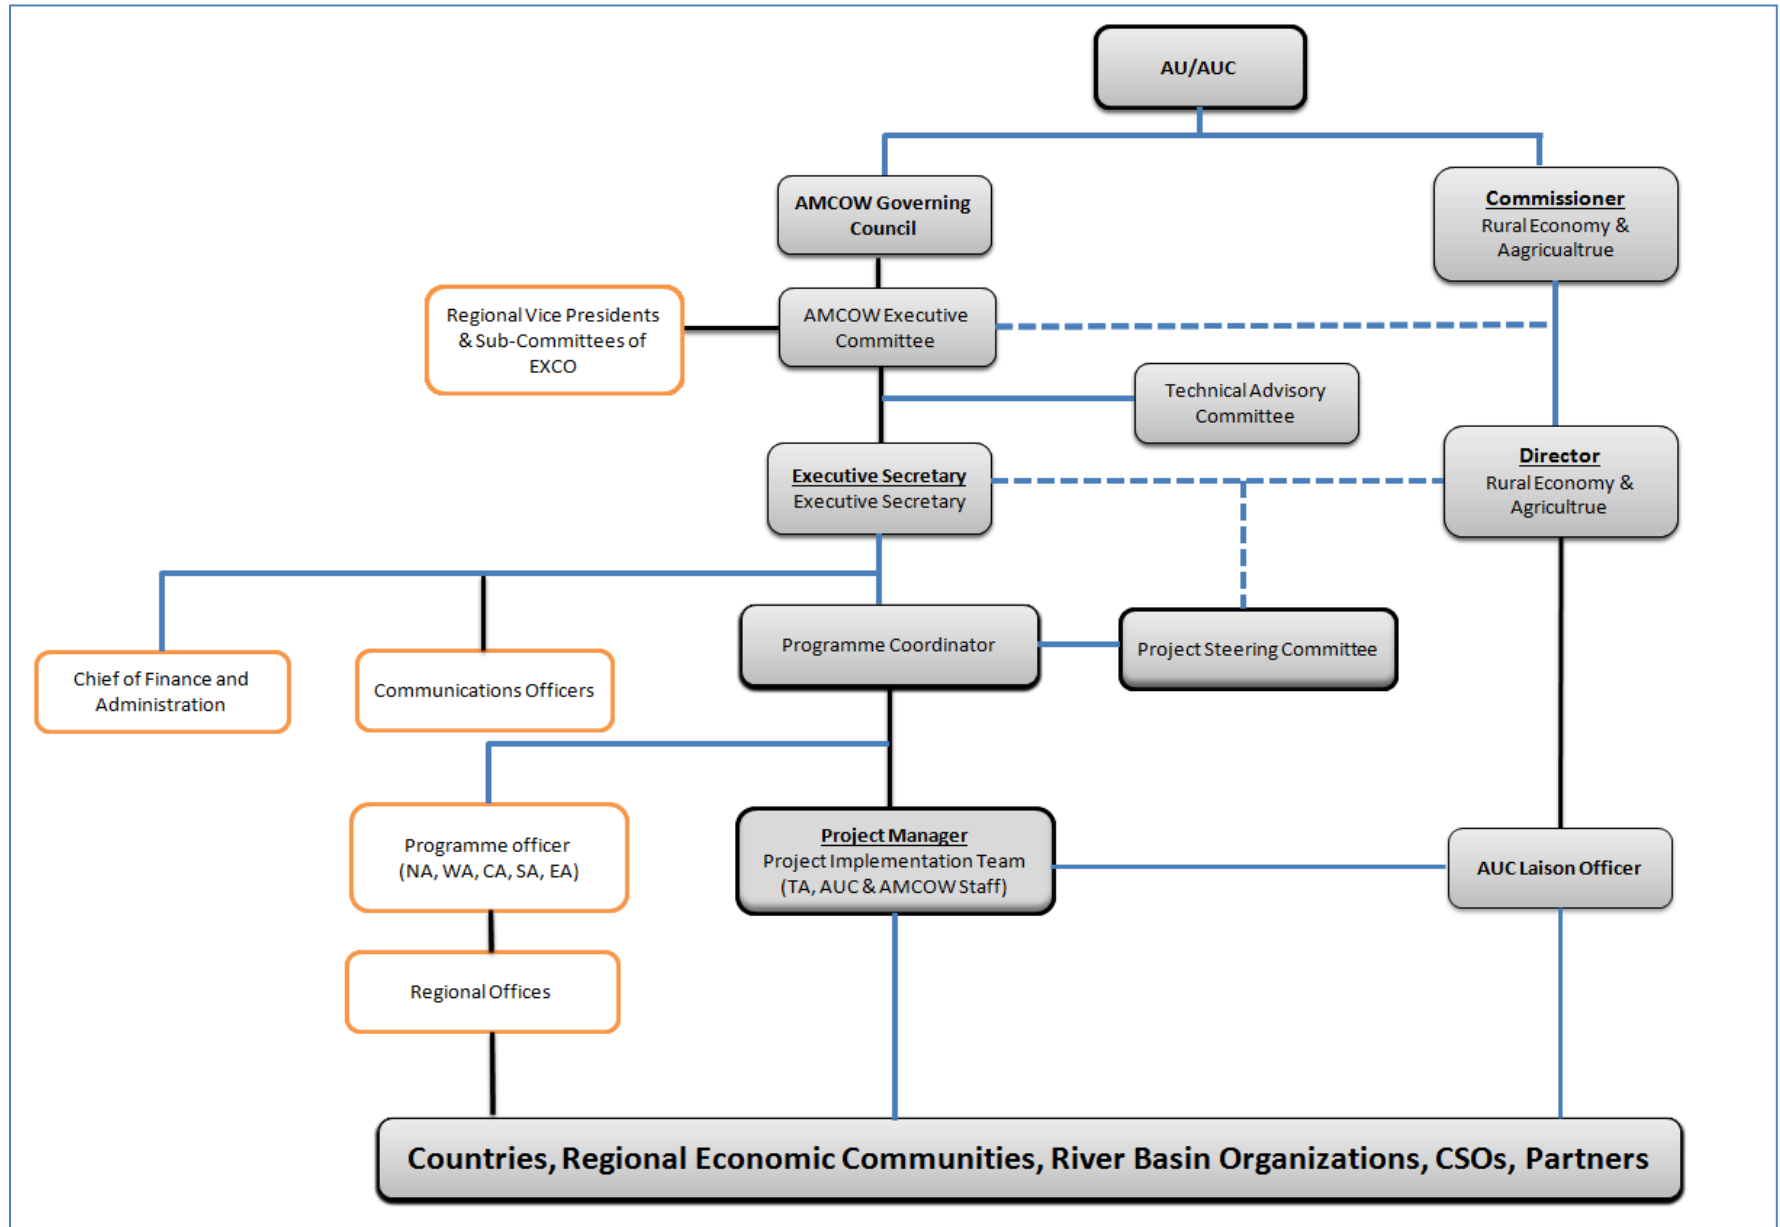 AU/AUC
AMCOW Governing
Council
Commissioner
Rural Economy &
Aagricualtrue
Regional Vice Presidents
& Sub-Committees of
EXCO
AMCOW Executive
Committee
Technical Advisory
Committee
Executive Secretary
Executive Secretary
Director
Rural Economy &
Agricultrue
Chief of Finance and
Administration
Communications Officers
Programme Coordinator
Project Steering Committee
Programme officer
(NA, WA, CA, SA, EA)
Project Manager
Project Implementation Team
(TA, AUC & AMCOW Staff)
AUC Laison Officer
Regional Offices
Countries, Regional Economic Communities, River Basin Organizations, CSOs, Partners